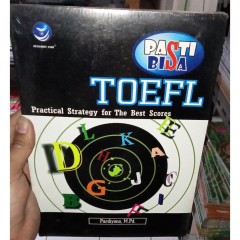 PASTI
BISA
TOEFL
Practical Strategy for The Best Scores
L K A E
D H
B G J C I
F E
Pardiyono, M.Pd.